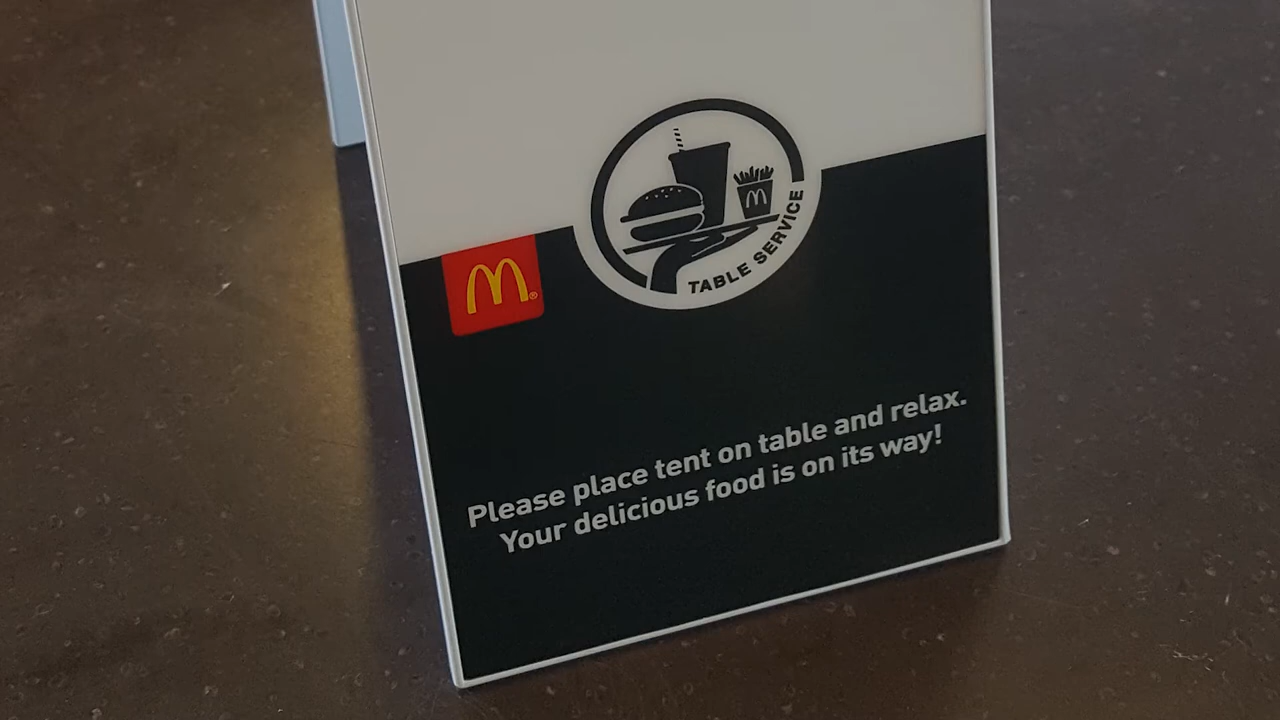 TABLE SERVICE
Please place tent on table and relax.
Your delicious food is on its way!